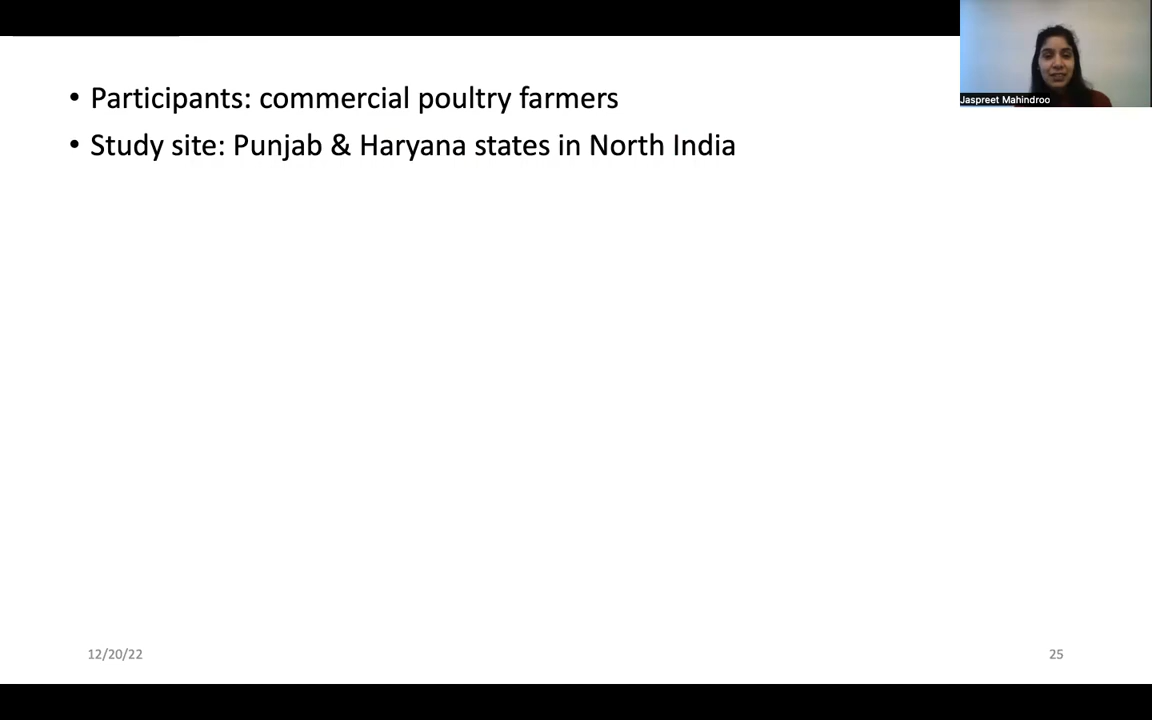 Jaspreet Mahindroo
• Participants: commercial poultry farmers
• Study site: Punjab & Haryana states in North India
12/20/22
25